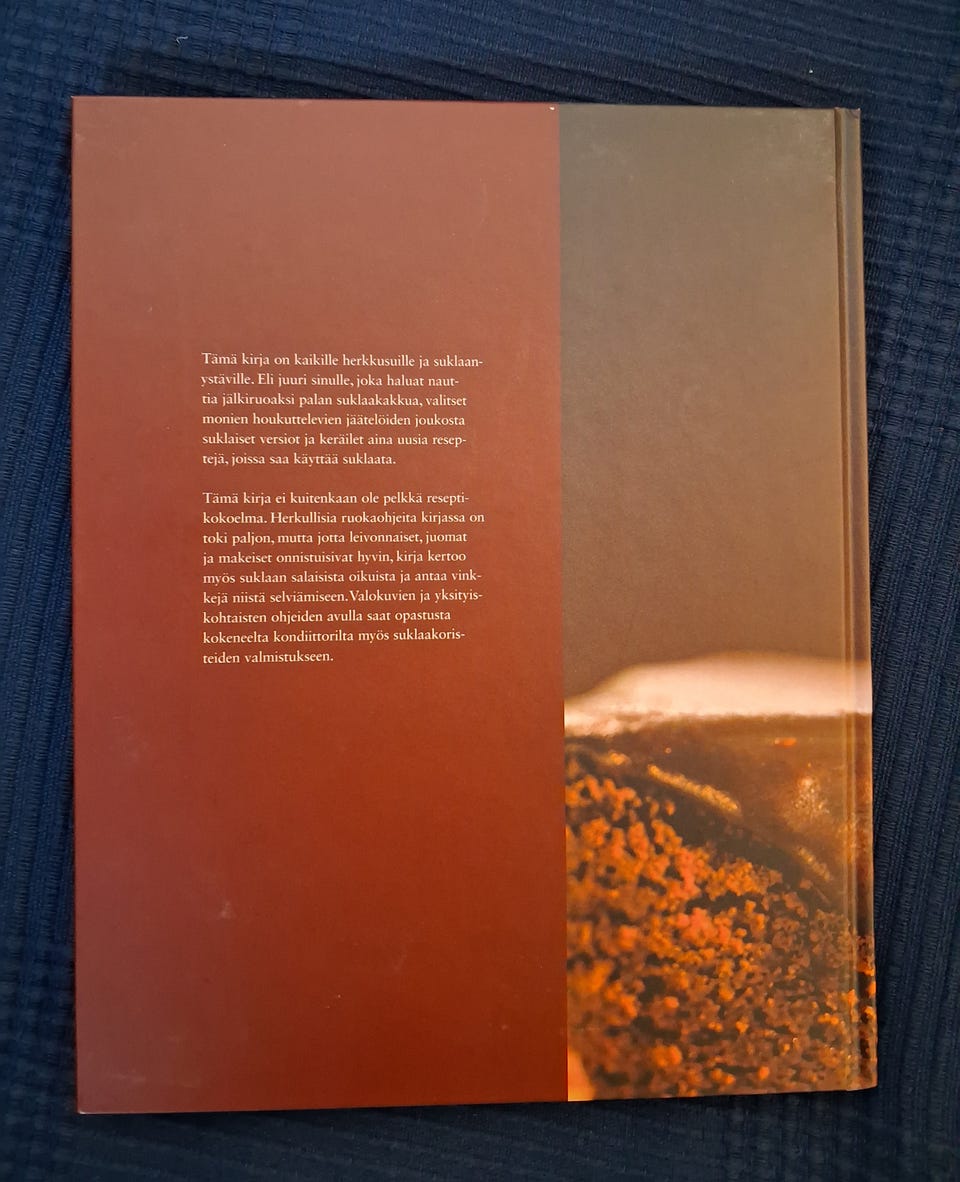 Tämä kirja on kaikille herkkusuille ja suklaan-
ystäville. Eli juuri sinulle, joka haluat naut-
tia jälkiruoaksi palan suklaakakkua, valitset
monien houkuttelevien jäätelöiden joukosta
suklaiset versiot ja keräilet aina uusia resep-
tejä, joissa saa käyttää suklaata.
Tämä kirja ei kuitenkaan ole pelkkä resepti-
kokoelma. Herkullisia ruokaohjeita kirjassa on
toki paljon, mutta jotta leivonnaiset, juomat
ja makeiset onnistuisivat hyvin, kirja kertoo
myös suklaan salaisista oikuista ja antaa vink-
kejä niistä selviämiseen. Valokuvien ja yksityis-
kohtaisten ohjeiden avulla saat opastusta
kokeneelta kondiittorilta myös suklaakoris-
teiden valmistukseen.